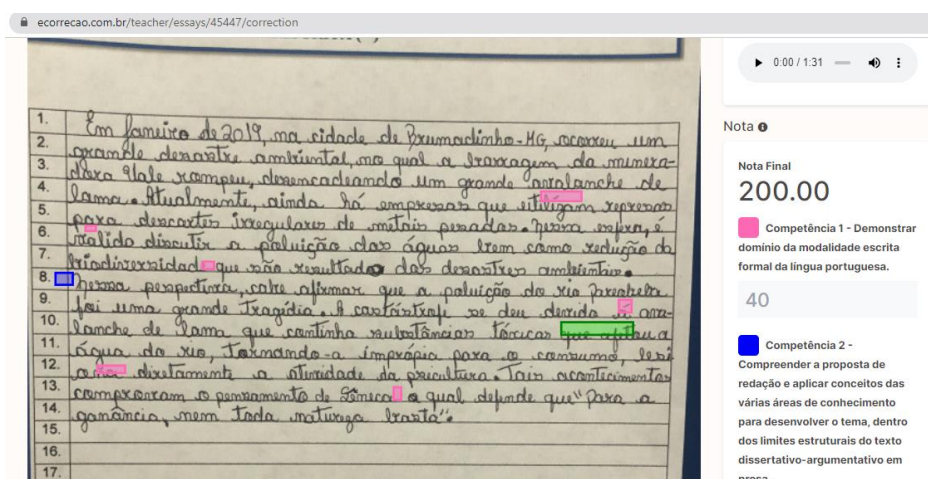 ecorrecao.com.br/teacher/essays/45447/correction
0:00 / 1:31
Nota
Nota Final
200.00
Competência 1 - Demonstrar
domínio da modalidade escrita
formal da língua portuguesa.
40
Competência 2 -
Compreender a proposta de
redação e aplicar conceitos das
várias áreas de conhecimento
para desenvolver o tema, dentro
dos limites estruturais do texto
dissertativo-argumentativo em
prosa
1. Em janeiro de 2019, na cidade de Brumadinho-MG, ocorreu um
2. grande desastre ambiental, no qual a barragem da minera-
3. dora Vale rompeu, desencadeando um grande avalanche de
4. lama. Atualmente, ainda há empresas que utilizam represas
5. para descartes irregulares de metais pesados. Nessa é
6. válido discutir a poluição das águas bem como redução da
7. biodiversidade que são resultados dos desastres ambientais.
8. Nessa perspectiva, cabe afirmar que a poluição do rio
9. foi uma grande tragédia. A se deu devido ava-
10. lanche de lama que continha substâncias tóxicas que a
11. água do rio, tornando-a imprópria para o consumo,
12. diretamente a atividade da Tais acontecimentos
13. o pensamento de Sêneca o qual defende que "Para a
14. ganância, nem toda natureza basta".
15.
16.
17.